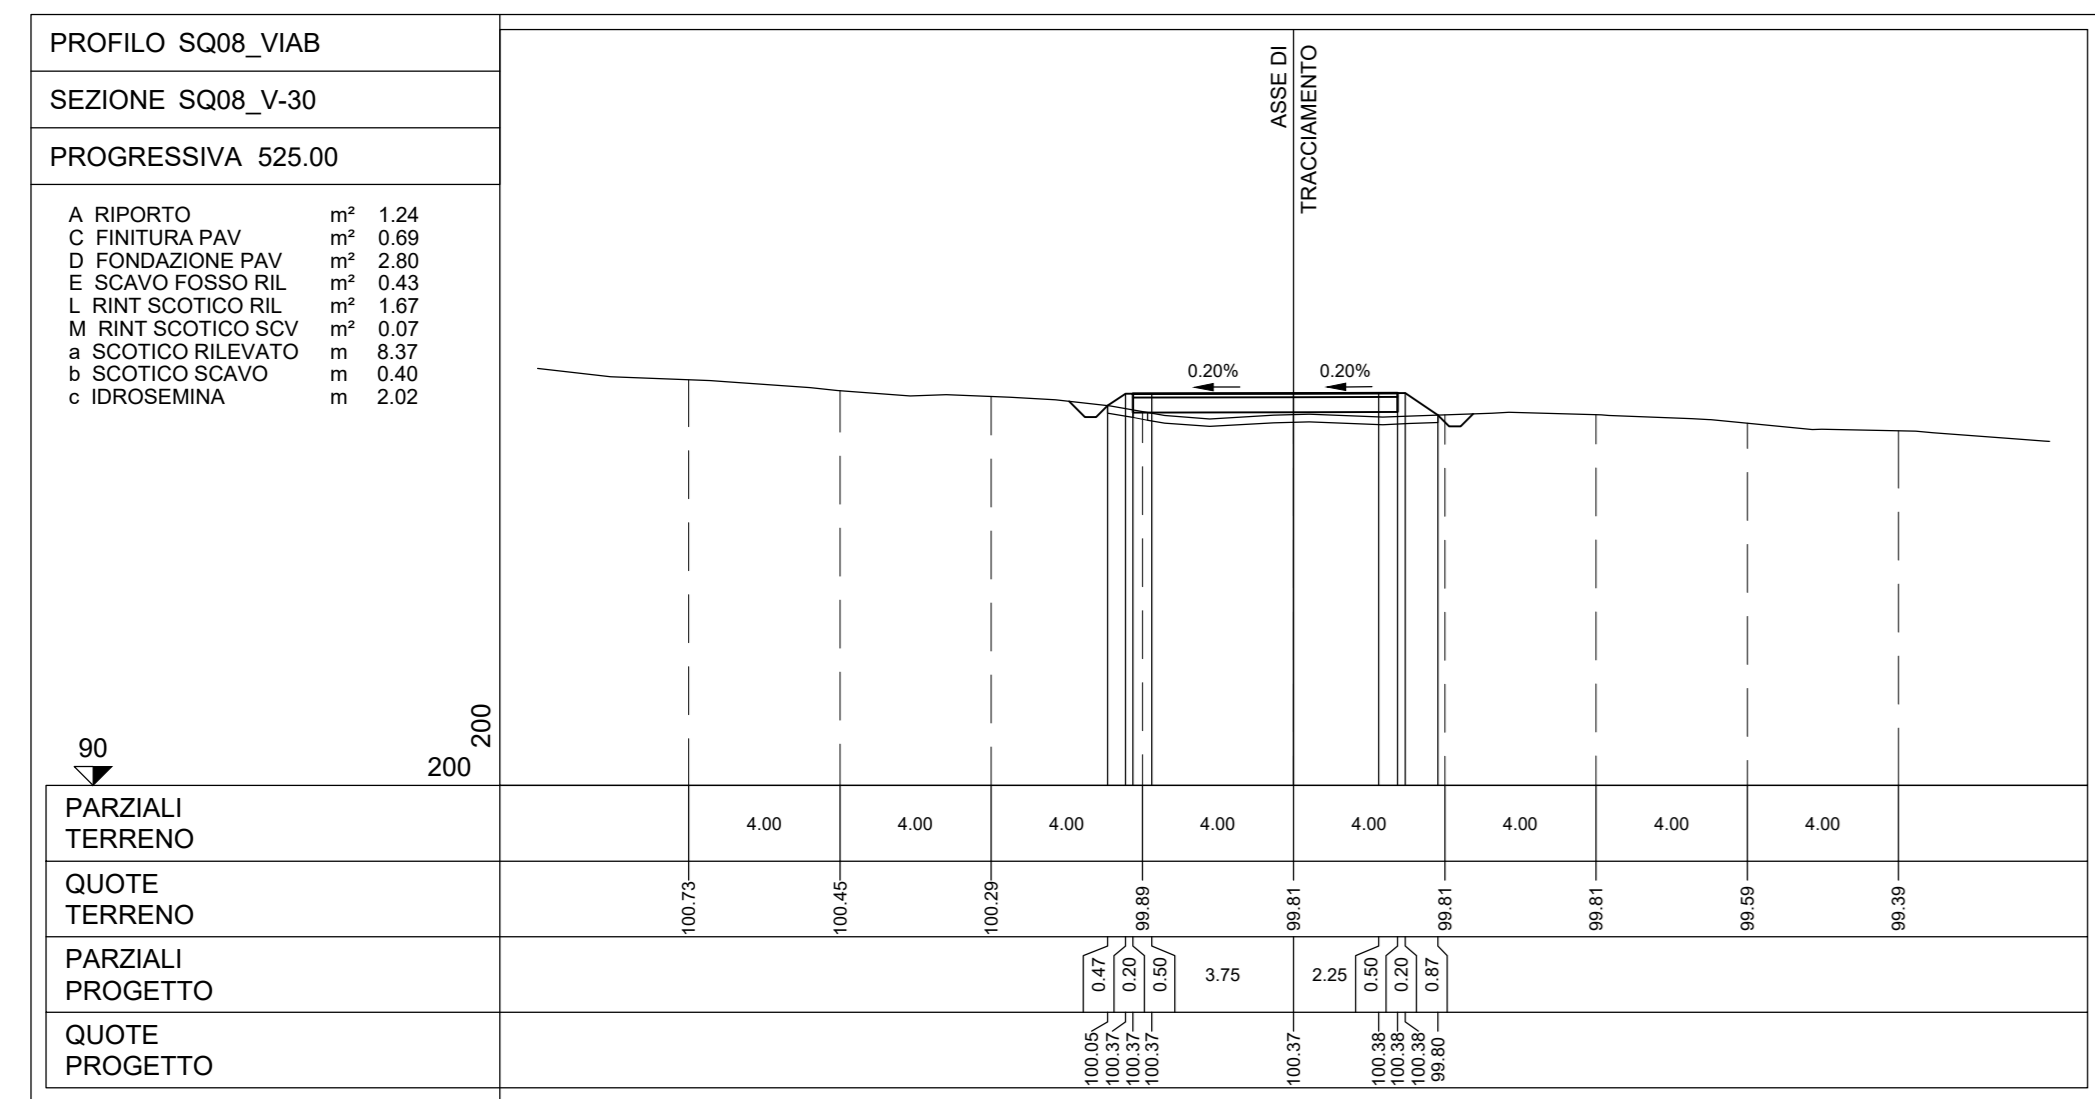 PROFILO SQ08_VIAB
SEZIONE SQ08_V-30
PROGRESSIVA 525.00
A RIPORTO m² 1.24
C FINITURA PAV m² 0.69
D FONDAZIONE PAV m² 2.80
E SCAVO FOSSO RIL m² 0.43
L RINT SCOTICO RIL m² 1.67
M RINT SCOTICO SCV m² 0.07
a SCOTICO RILEVATO m 8.37
b SCOTICO SCAVO m 0.40
c IDROSEMINA m 2.02
ASSE DI
TRACCIAMENTO
0.20% 0.20%
200
200
90
PARZIALI
TERRENO
4.00 4.00 4.00 4.00 4.00 4.00 4.00 4.00
QUOTE
TERRENO
100.73 100.45 100.29 99.89 99.81 99.81 99.81 99.59 99.39
PARZIALI
PROGETTO
0.47 0.20 0.50 3.75 2.25 0.50 0.20 0.87
QUOTE
PROGETTO
100.05 100.37 100.37 100.37 100.37 100.38 100.38 100.38 99.80